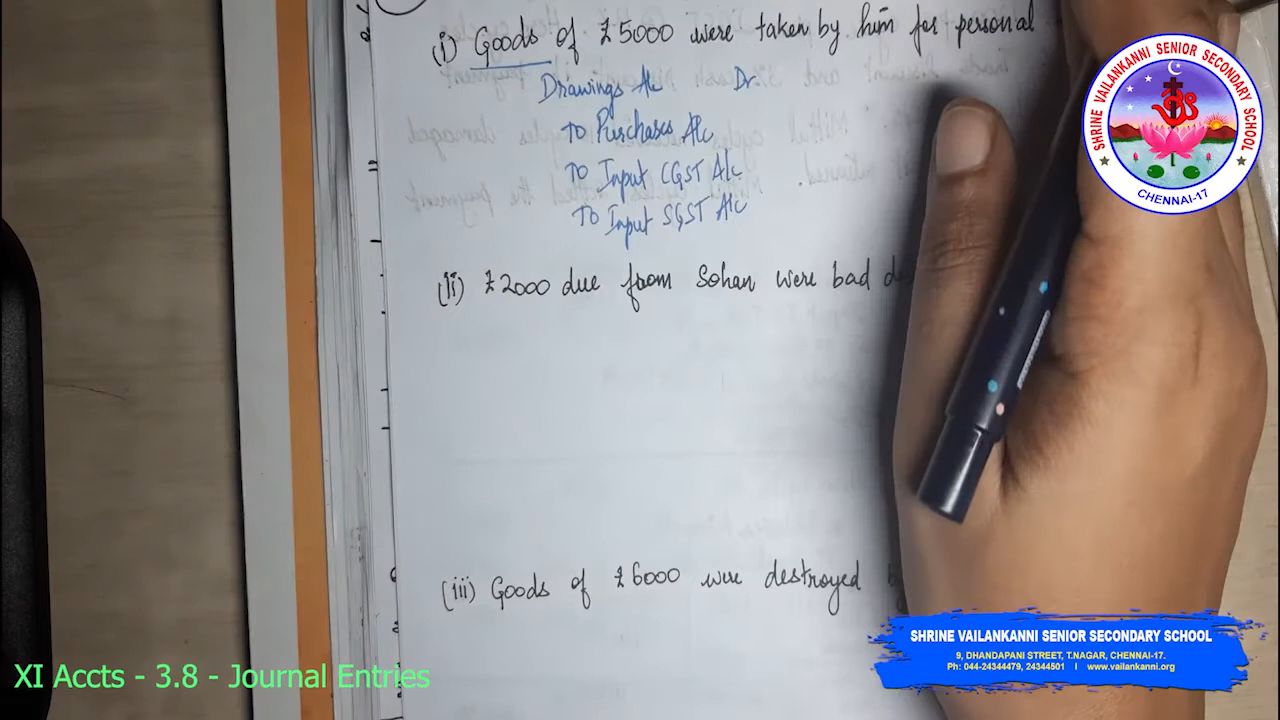 (i) Goods of ₹5000 were taken by him for personal
Drawings A/c Dr.
To Purchases A/c
To Input CGST A/c
To Input SGST A/c
(ii) ₹2000 due from Sohan were bad
(iii) Goods of ₹6000 were destroyed
SHRINE VAILANKANNI SENIOR SECONDARY SCHOOL
CHENNAI-17
SHRINE VAILANKANNI SENIOR SECONDARY SCHOOL
9, DHANDAPANI STREET, T.NAGAR, CHENNAI-17.
Ph: 044-24344479, 24344501 I www.vailankanni.org
XI Accts - 3.8 - Journal Entries